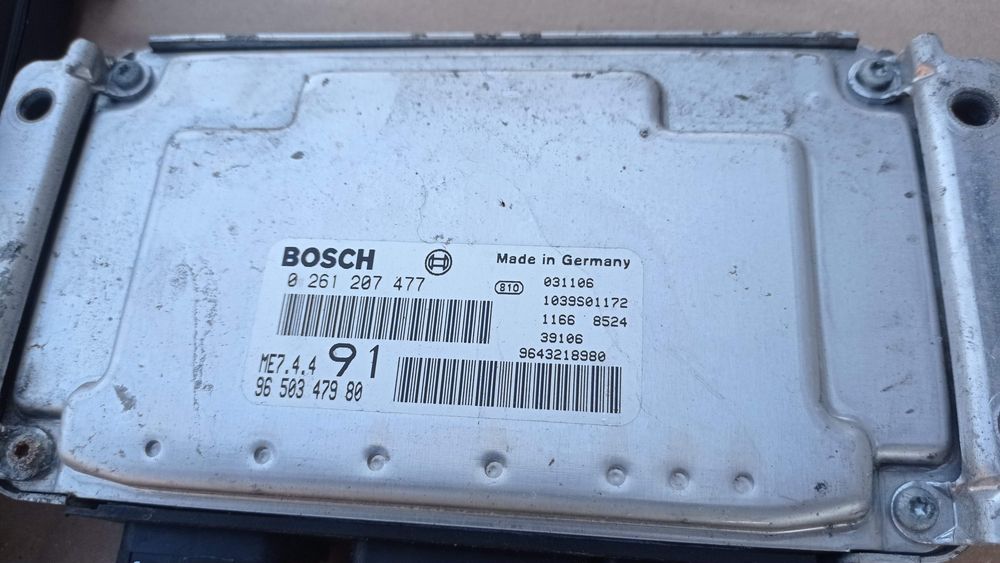 BOSCH
Made in Germany
0 261 207 477
810
031106
1039S01172
1166 8524
39106
9643218980
ME7.4.4 91
96 503 479 80